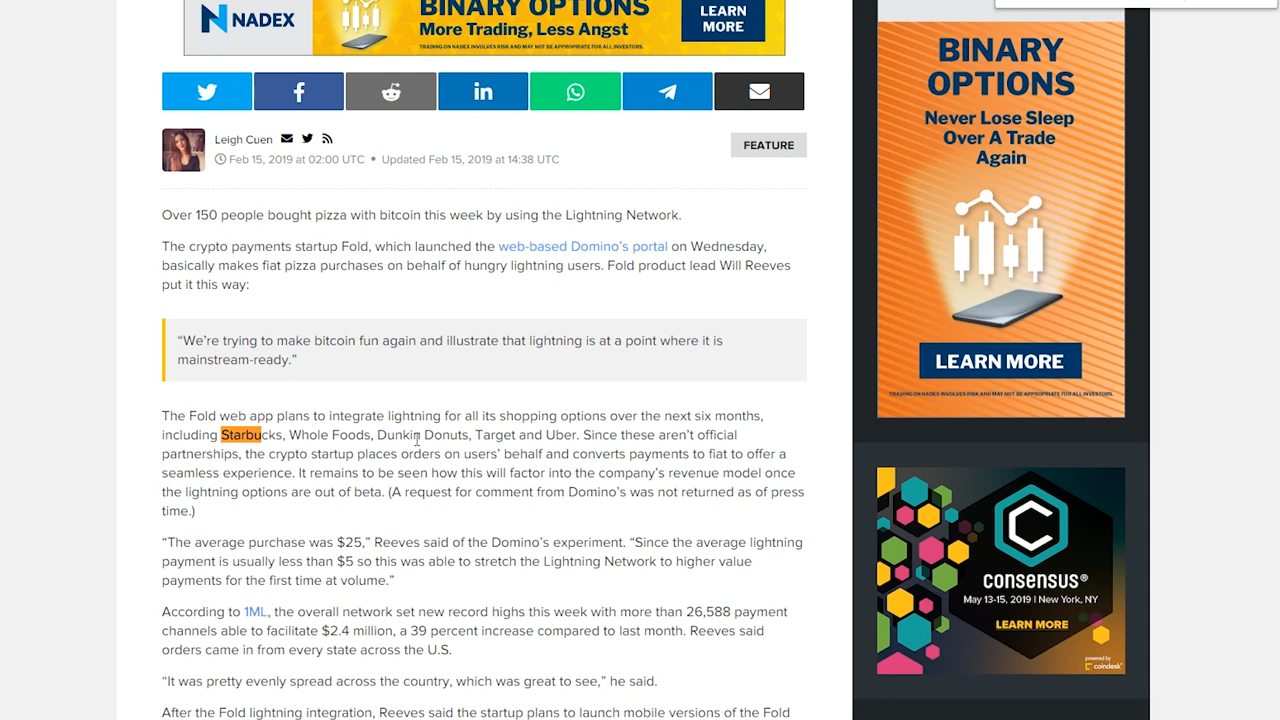 NADEX
BINARY OPTIONS
More Trading, Less Angst
TRADING ON NADEX INVOLVES RISK AND MAY NOT BE APPROPRIATE FOR ALL INVESTORS.
LEARN
MORE
Leigh Cuen
Feb 15, 2019 at 02:00 UTC • Updated Feb 15, 2019 at 14:38 UTC
FEATURE
Over 150 people bought pizza with bitcoin this week by using the Lightning Network.
The crypto payments startup Fold, which launched the web-based Domino’s portal on Wednesday,
basically makes fiat pizza purchases on behalf of hungry lightning users. Fold product lead Will Reeves
put it this way:
“We’re trying to make bitcoin fun again and illustrate that lightning is at a point where it is
mainstream-ready.”
The Fold web app plans to integrate lightning for all its shopping options over the next six months,
including Starbucks, Whole Foods, Dunkin Donuts, Target and Uber. Since these aren’t official
partnerships, the crypto startup places orders on users’ behalf and converts payments to fiat to offer a
seamless experience. It remains to be seen how this will factor into the company’s revenue model once
the lightning options are out of beta. (A request for comment from Domino’s was not returned as of press
time.)
“The average purchase was $25,” Reeves said of the Domino’s experiment. “Since the average lightning
payment is usually less than $5 so this was able to stretch the Lightning Network to higher value
payments for the first time at volume.”
According to 1ML, the overall network set new record highs this week with more than 26,588 payment
channels able to facilitate $2.4 million, a 39 percent increase compared to last month. Reeves said
orders came in from every state across the U.S.
“It was pretty evenly spread across the country, which was great to see,” he said.
After the Fold lightning integration, Reeves said the startup plans to launch mobile versions of the Fold
BINARY
OPTIONS
Never Lose Sleep
Over A Trade
Again
LEARN MORE
TRADING ON NADEX INVOLVES RISK AND MAY NOT BE APPROPRIATE FOR ALL INVESTORS.
CONSENSUS®
May 13-15, 2019 | New York, NY
LEARN MORE
powered by
coindesk